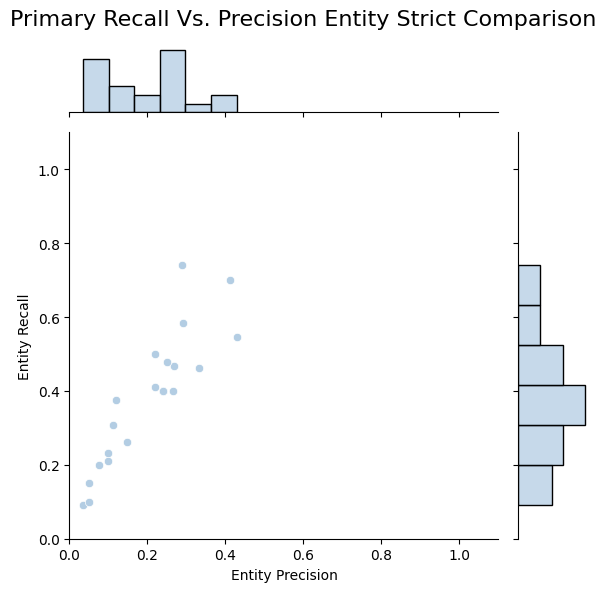 Primary Recall Vs. Precision Entity Strict Comparison
1.0
0.8
0.6
0.4
0.2
0.0
Entity Recall
0.0 0.2 0.4 0.6 0.8 1.0
Entity Precision